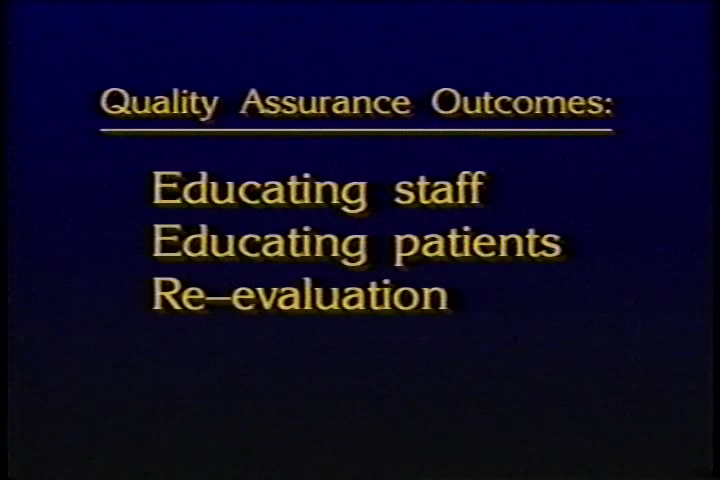 Quality Assurance Outcomes:
Educating staff
Educating patients
Re–evaluation